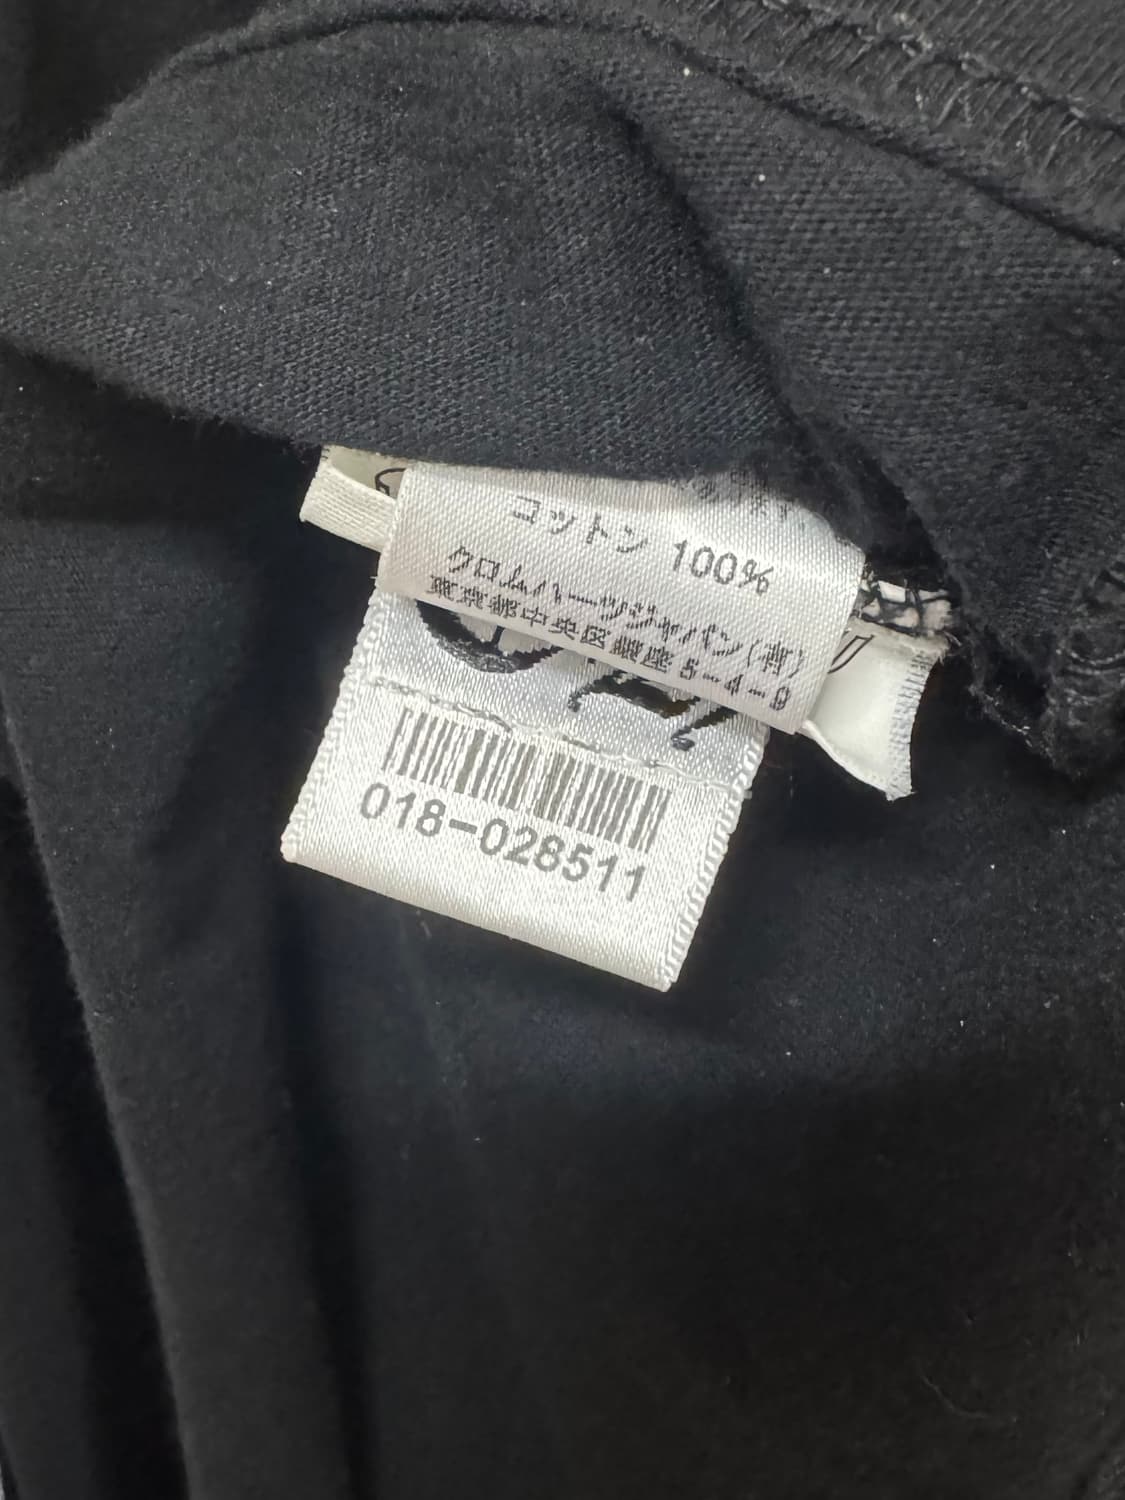 コットン 100%
クロムハーツジャパン(有)
東京都中央区銀座5-4-9
018-028511